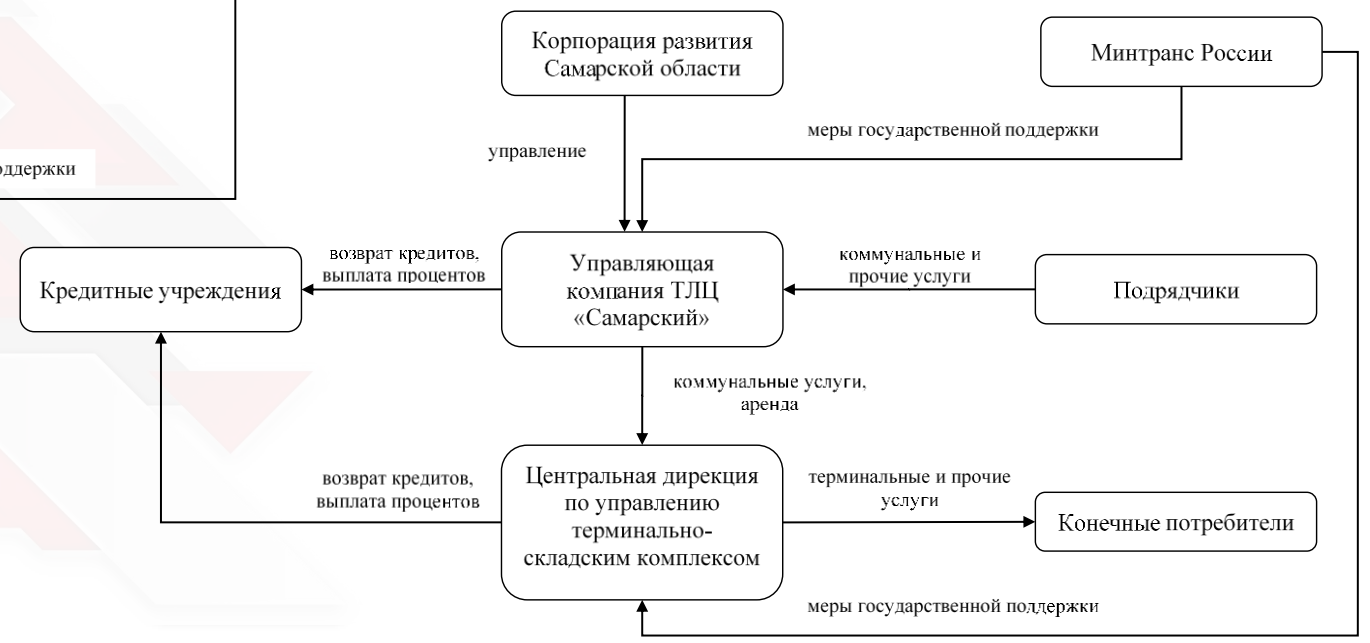 Корпорация развития
Самарской области
Минтранс России
меры государственной поддержки
управление
оддержки
возврат кредитов,
выплата процентов
коммунальные и
прочие услуги
Кредитные учреждения
Управляющая
компания ТЛЦ
«Самарский»
Подрядчики
коммунальные услуги,
аренда
возврат кредитов,
выплата процентов
Центральная дирекция
по управлению
терминально-
складским комплексом
терминальные и прочие
услуги
Конечные потребители
меры государственной поддержки